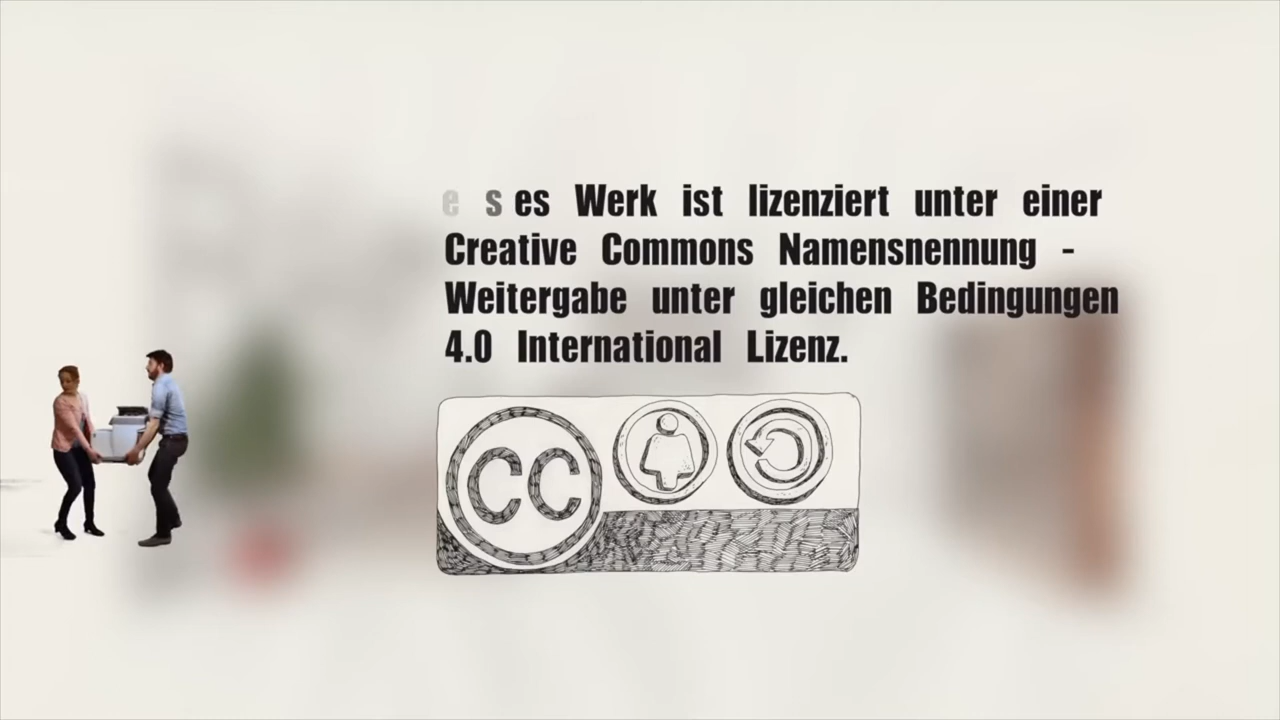 e s es Werk ist lizenziert unter einer
Creative Commons Namensnennung -
Weitergabe unter gleichen Bedingungen
4.0 International Lizenz.
CC